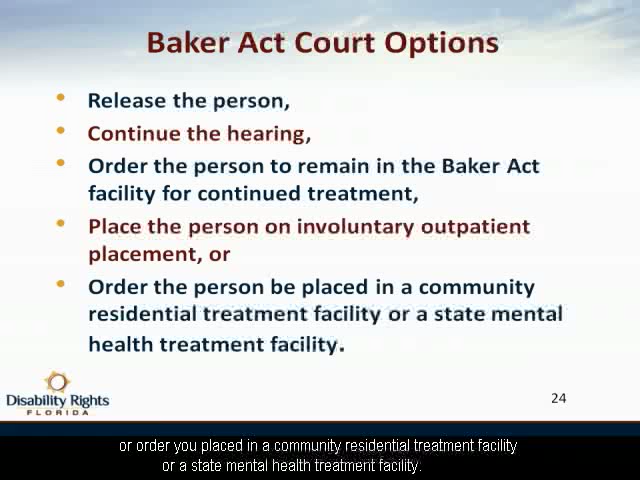 Baker Act Court Options
• Release the person,
• Continue the hearing,
• Order the person to remain in the Baker Act
facility for continued treatment,
• Place the person on involuntary outpatient
placement, or
• Order the person be placed in a community
residential treatment facility or a state mental
health treatment facility.
Disability Rights
FLORIDA
24
or order you placed in a community residential treatment facility
or a state mental health treatment facility.